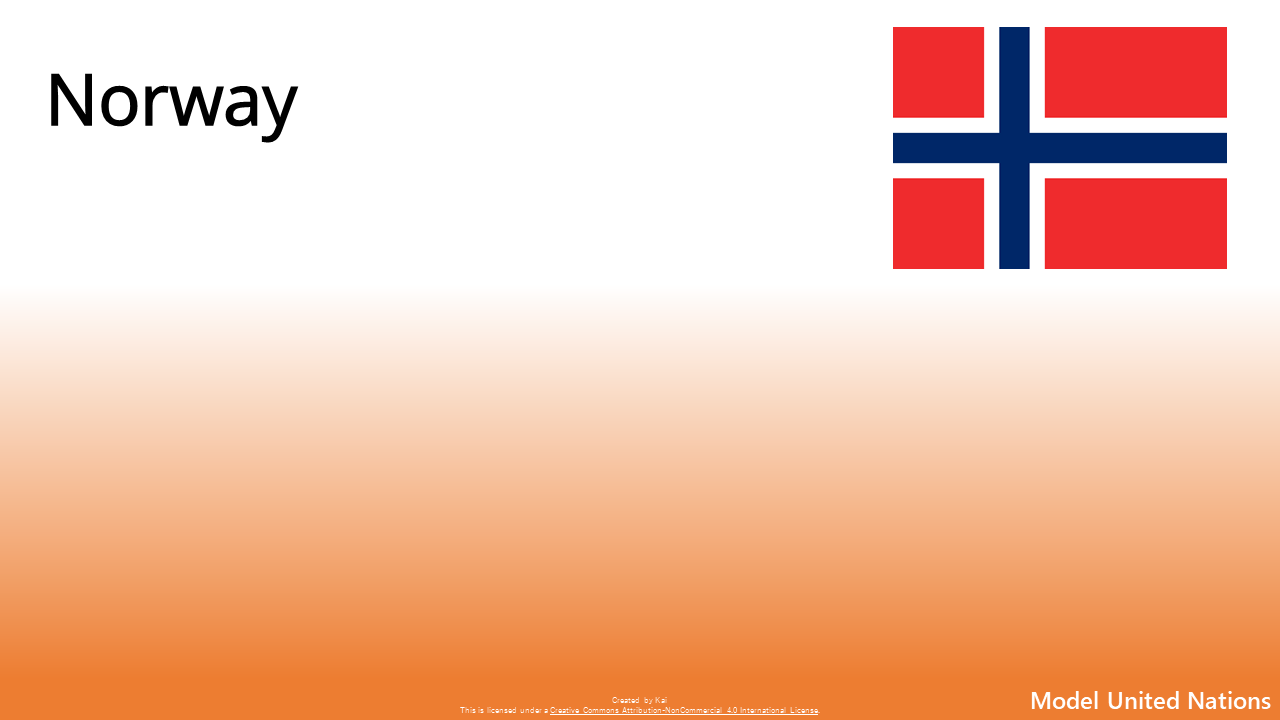 Norway
Created by Kai
This is licensed under a Creative Commons Attribution-NonCommercial 4.0 International License.
Model United Nations